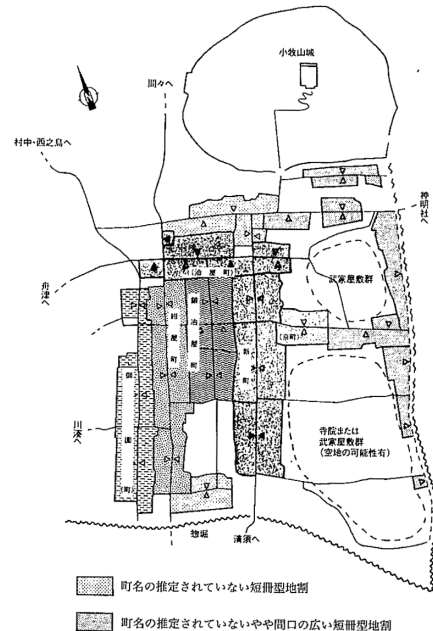 小牧山城
間々へ
村中・西之島へ
神明社へ
舟津へ
(油屋町)
武家屋敷群
紺屋町
鍛冶屋町
新町
(京町)
御園(町)
川湊へ
寺院または
武家屋敷群
(空地の可能性有)
惣堀
清須へ
町名の推定されていない短冊型地割
町名の推定されていないやや間口の広い短冊型地割